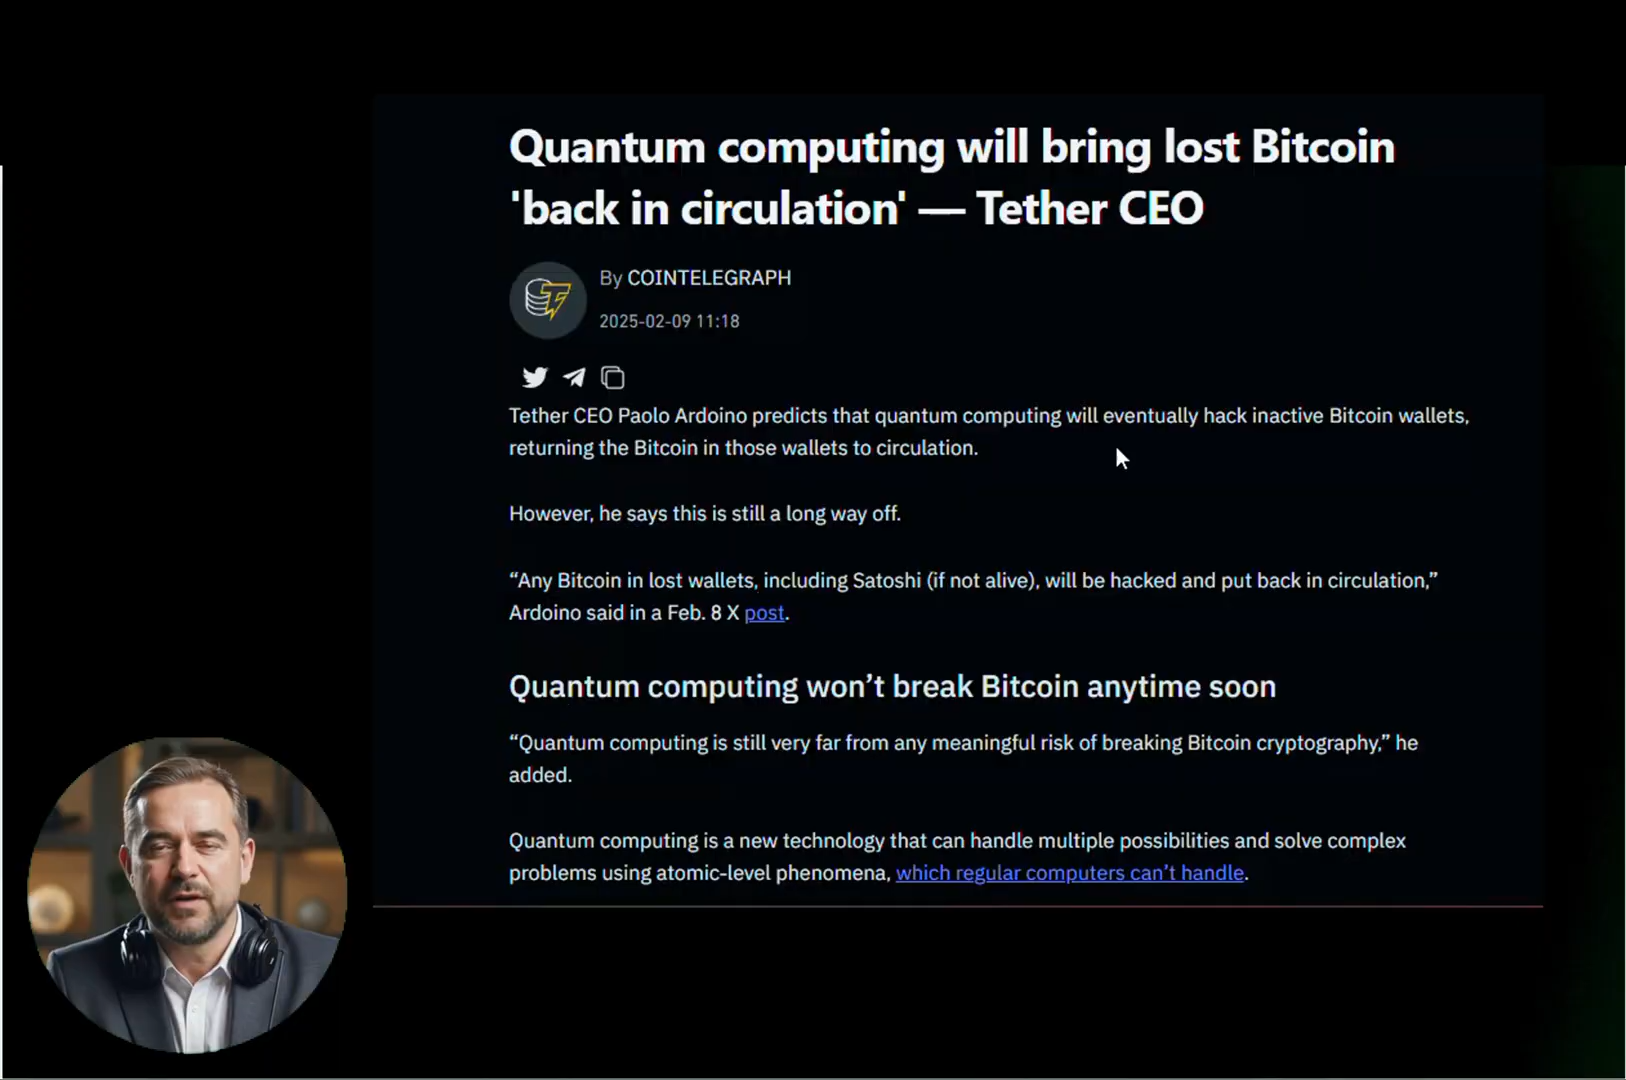 Quantum computing will bring lost Bitcoin
'back in circulation' — Tether CEO
By COINTELEGRAPH
2025-02-09 11:18
Tether CEO Paolo Ardoino predicts that quantum computing will eventually hack inactive Bitcoin wallets,
returning the Bitcoin in those wallets to circulation.
However, he says this is still a long way off.
“Any Bitcoin in lost wallets, including Satoshi (if not alive), will be hacked and put back in circulation,”
Ardoino said in a Feb. 8 X post.
Quantum computing won’t break Bitcoin anytime soon
“Quantum computing is still very far from any meaningful risk of breaking Bitcoin cryptography,” he
added.
Quantum computing is a new technology that can handle multiple possibilities and solve complex
problems using atomic-level phenomena, which regular computers can’t handle.